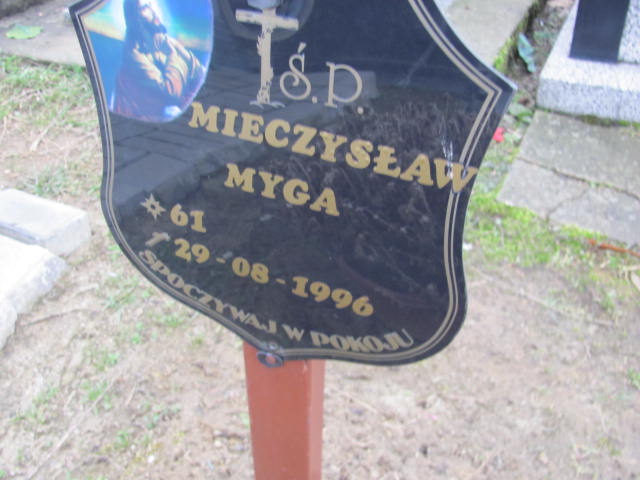 Ś.P.
MIECZYSŁAW
MYGA
* 61
† 29-08-1996
SPOCZYWAJ W POKOJU